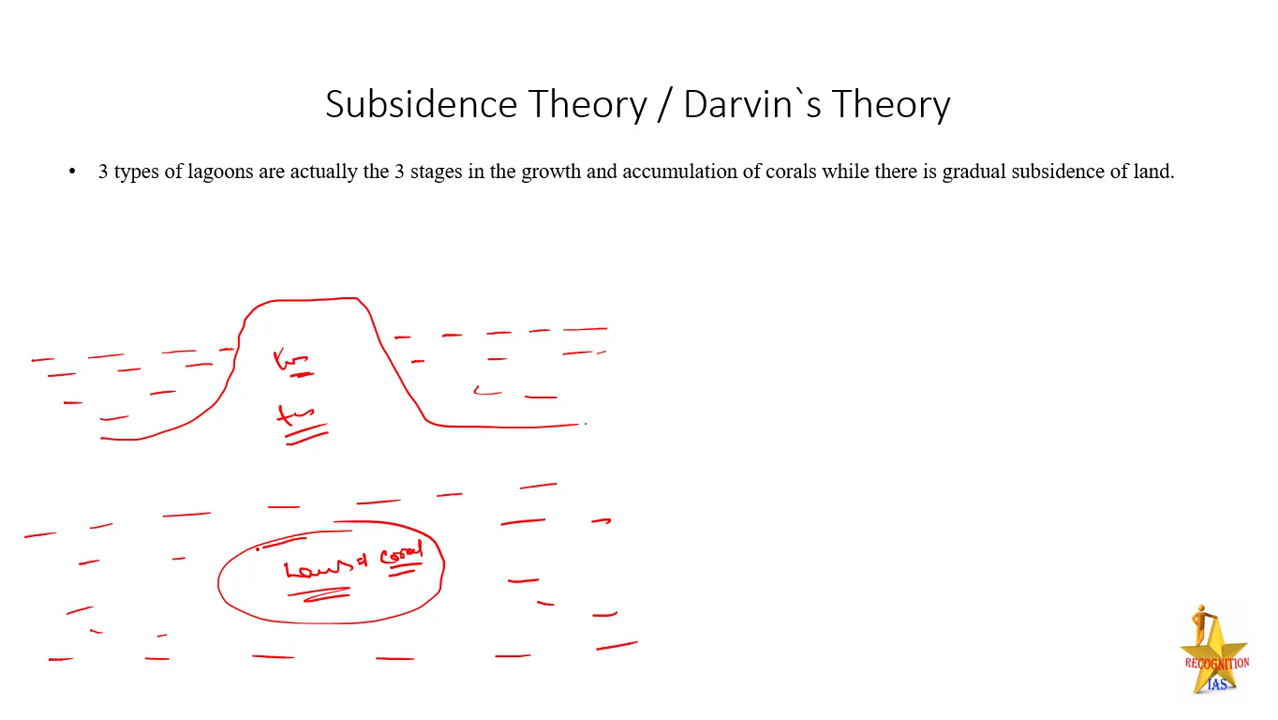 Subsidence Theory / Darvin`s Theory
• 3 types of lagoons are actually the 3 stages in the growth and accumulation of corals while there is gradual subsidence of land.
coral
RECOGNITION
IAS